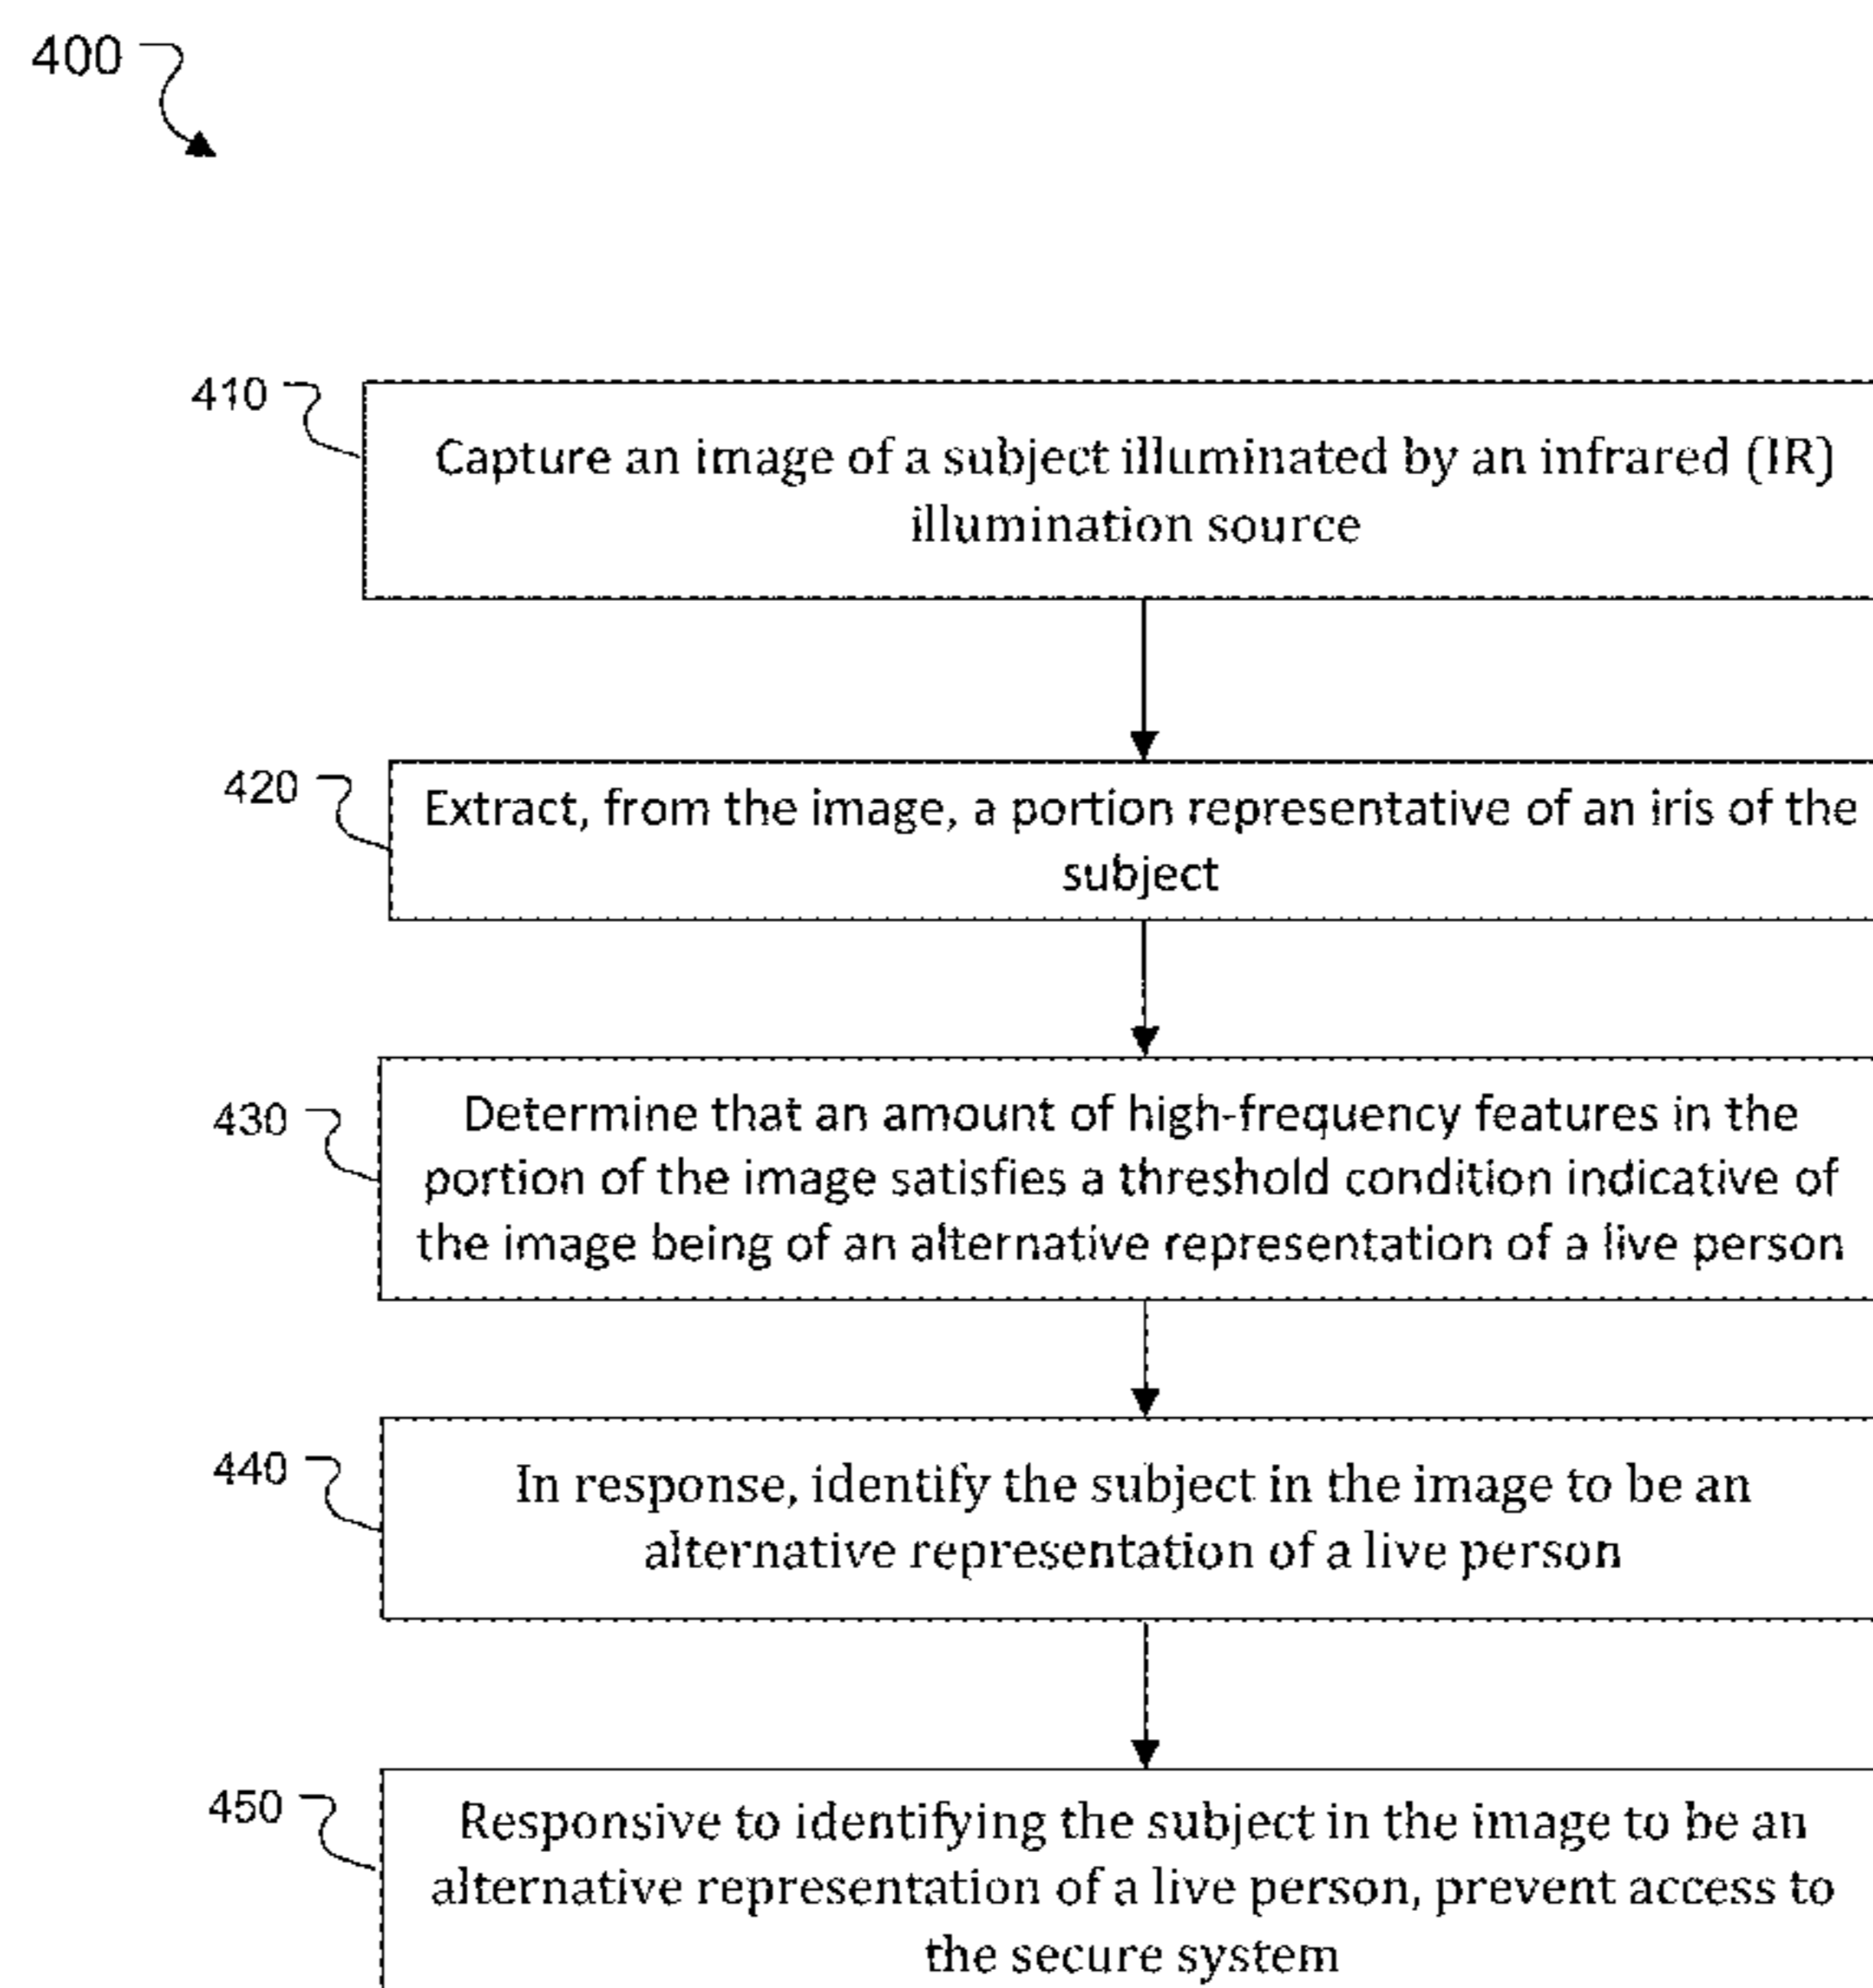 400
410
Capture an image of a subject illuminated by an infrared (IR)
illumination source
420
Extract, from the image, a portion representative of an iris of the
subject
430
Determine that an amount of high-frequency features in the
portion of the image satisfies a threshold condition indicative of
the image being of an alternative representation of a live person
440
In response, identify the subject in the image to be an
alternative representation of a live person
450
Responsive to identifying the subject in the image to be an
alternative representation of a live person, prevent access to
the secure system